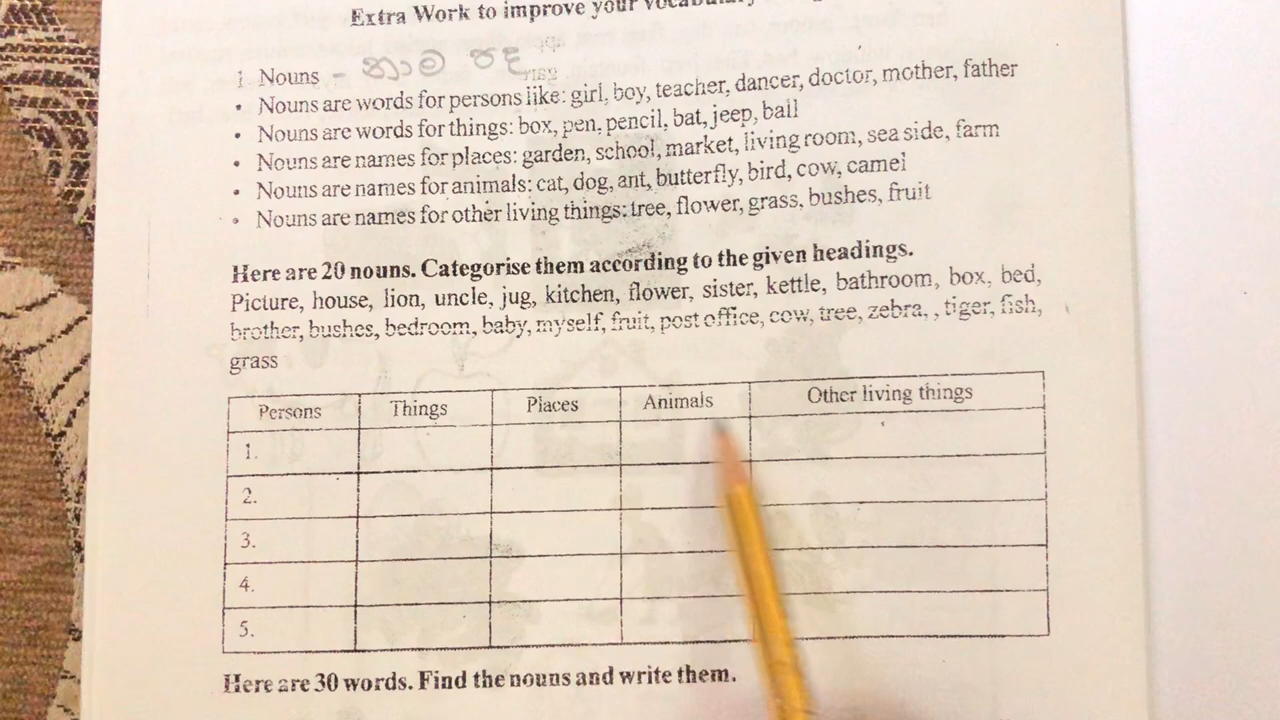 Extra Work to improve your vocabulary
1 Nouns - නාම පද
• Nouns are words for persons like: girl, boy, teacher, dancer, doctor, mother, father
• Nouns are words for things: box, pen, pencil, bat, jeep, ball
• Nouns are names for places: garden, school, market, living room, sea side, farm
• Nouns are names for animals: cat, dog, ant, butterfly, bird, cow, camel
• Nouns are names for other living things: tree, flower, grass, bushes, fruit
Here are 20 nouns. Categorise them according to the given headings.
Picture, house, lion, uncle, jug, kitchen, flower, sister, kettle, bathroom, box, bed,
brother, bushes, bedroom, baby, myself, fruit, post office, cow, tree, zebra, , tiger, fish,
grass
Persons Things Places Animals Other living things
1.
2.
3.
4.
5.
Here are 30 words. Find the nouns and write them.